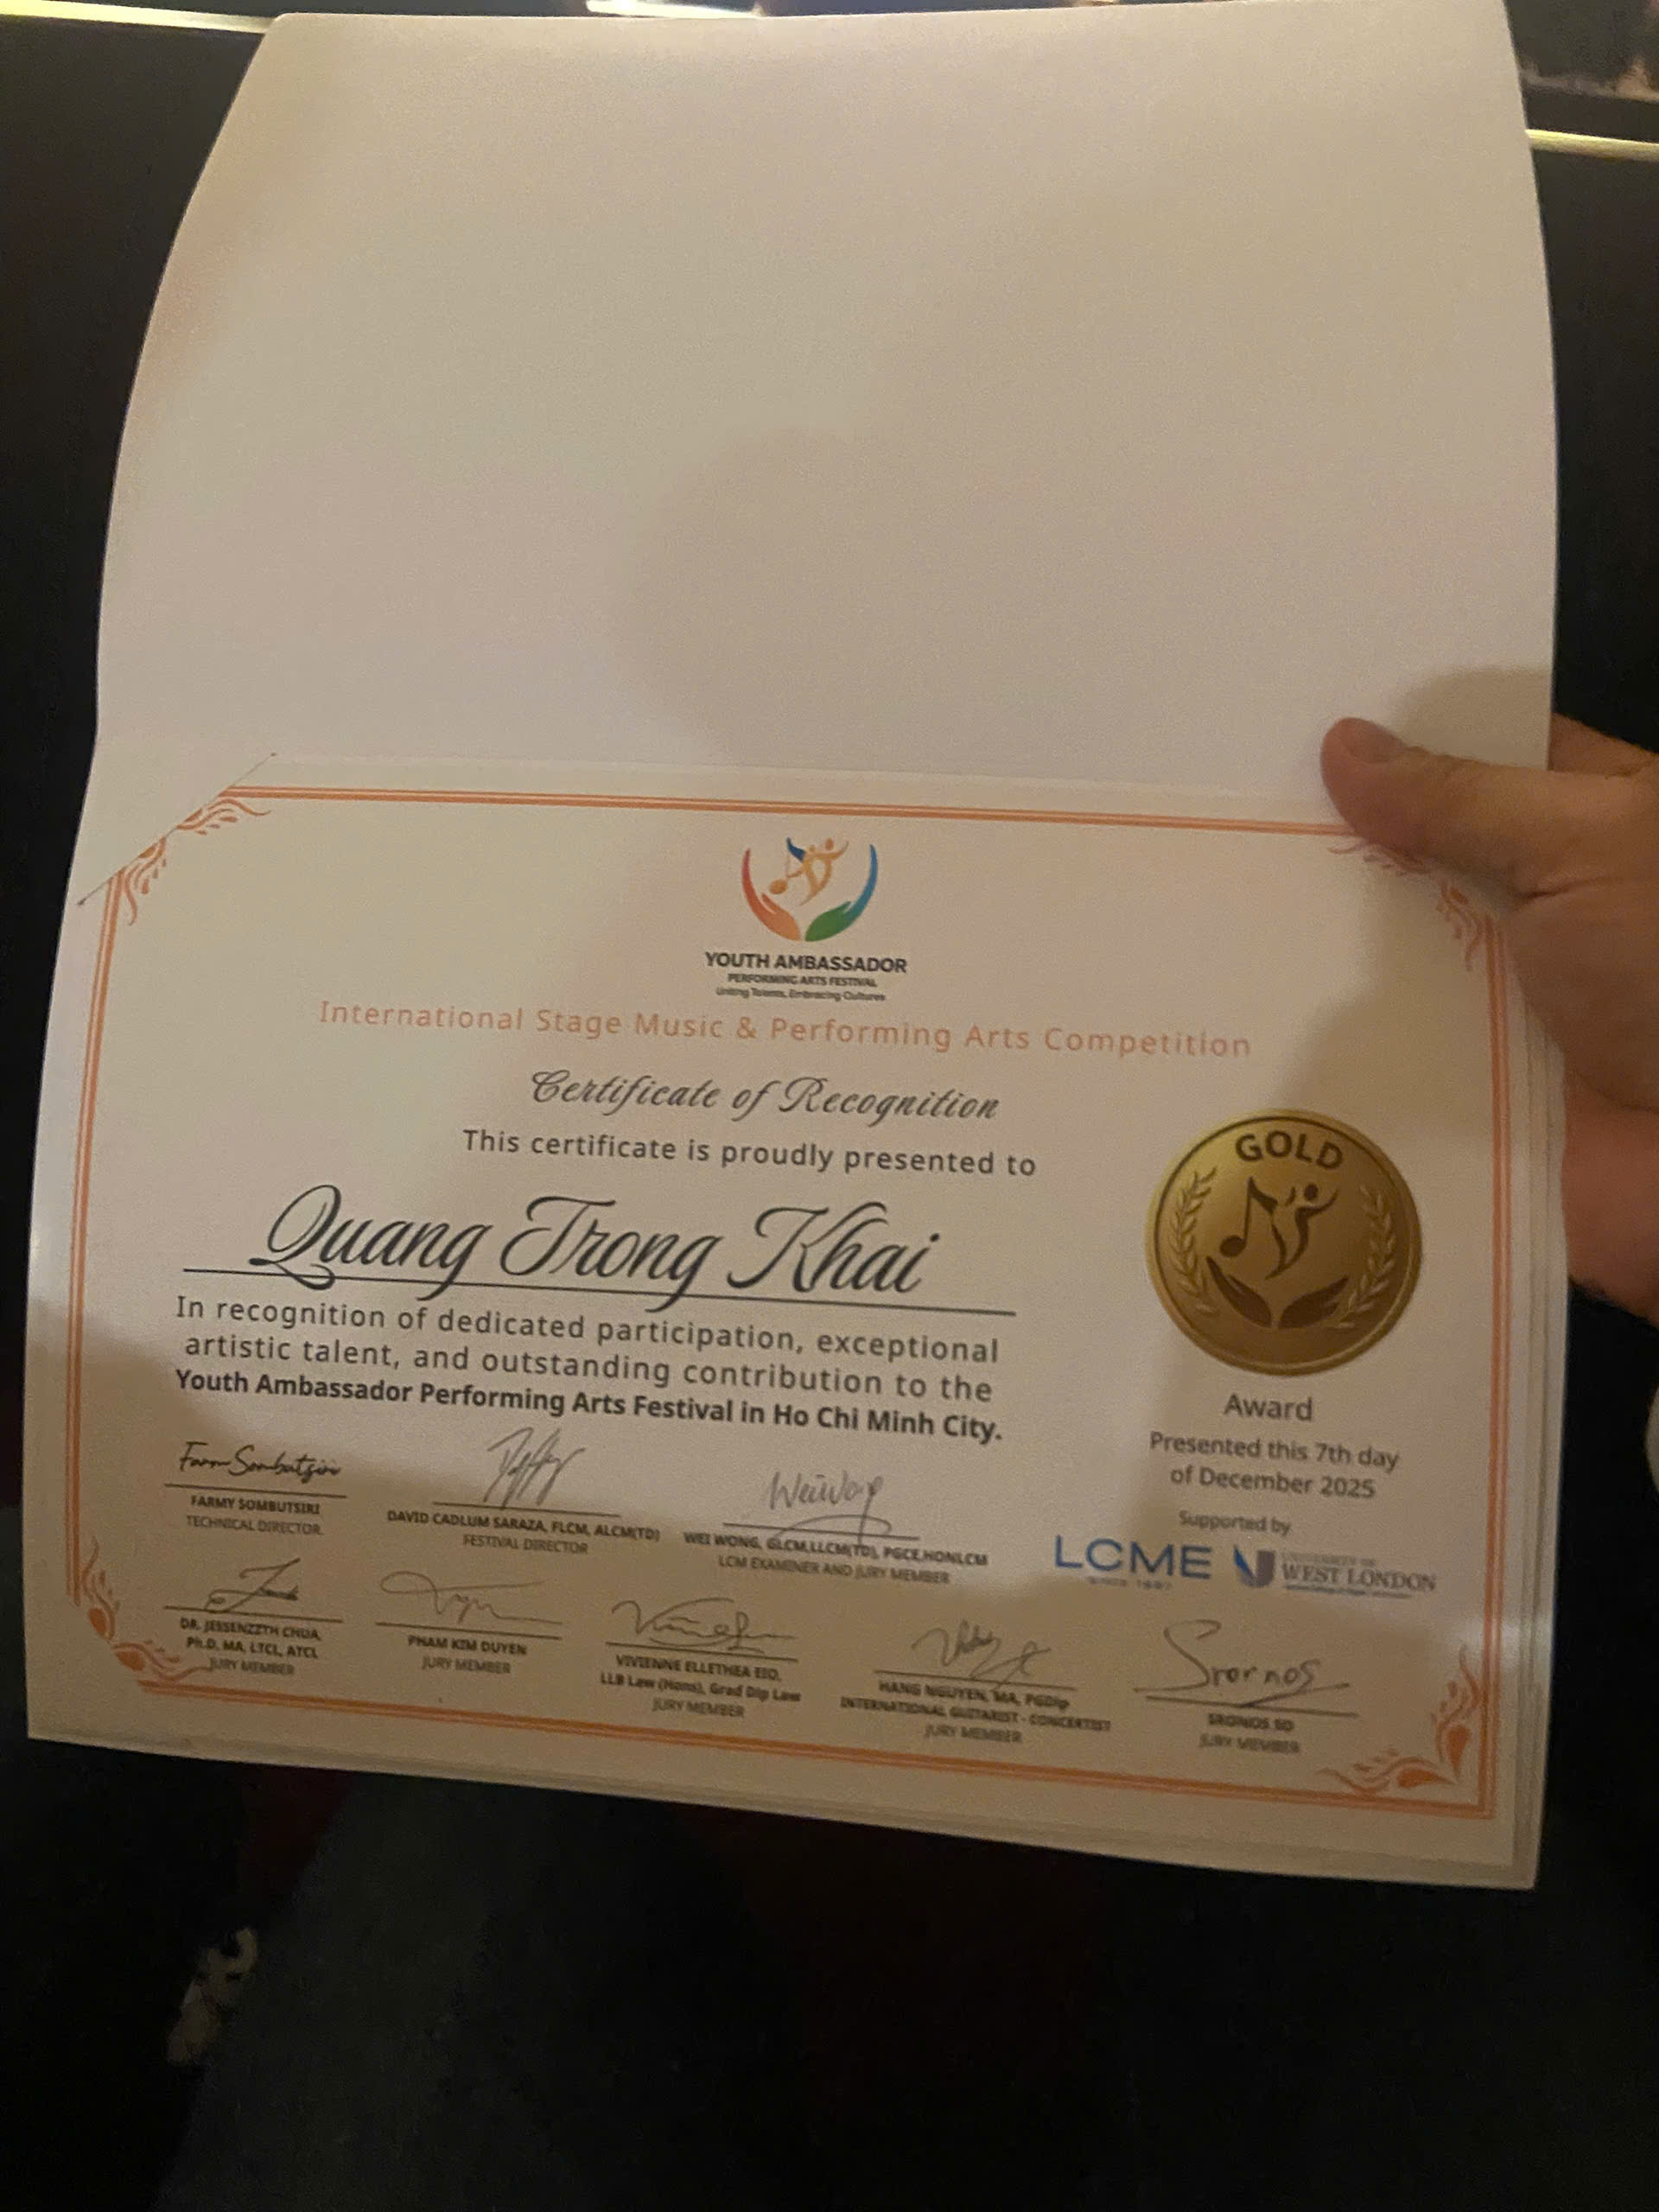 YOUTH AMBASSADOR
PERFORMING ARTS FESTIVAL
Uniting Talents, Embracing Cultures
International Stage Music & Performing Arts Competition
Certificate of Recognition
This certificate is proudly presented to
Quang Trong Khai
In recognition of dedicated participation, exceptional
artistic talent, and outstanding contribution to the
Youth Ambassador Performing Arts Festival in Ho Chi Minh City.
GOLD
Award
Presented this 7th day
of December 2025
Supported by
LCME
SINCE 1887
UNIVERSITY OF
WEST LONDON
Farm Sombutsiri
FARMY SOMBUTSIRI
TECHNICAL DIRECTOR
DAVID CADLUM SARAZA, FLCM, ALCM(TD)
FESTIVAL DIRECTOR
WeiWong
WEI WONG, GLCM,LLCM(TD), PGCE,HONLCM
LCM EXAMINER AND JURY MEMBER
DR. JESSENZZTH CHUA,
Ph.D, MA, LTCL, ATCL
JURY MEMBER
PHAM KIM DUYEN
JURY MEMBER
VIVIENNE ELLETHEA EIO,
LLB Law (Hons), Grad Dip Law
JURY MEMBER
HANG NGUYEN, MA, PGDip
INTERNATIONAL GUITARIST - CONCERTIST
JURY MEMBER
Sronos
SRONOS SO
JURY MEMBER